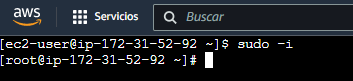 aws
Servicios
Buscar
[ec2-user@ip-172-31-52-92 ~]$ sudo -i
[root@ip-172-31-52-92 ~]#